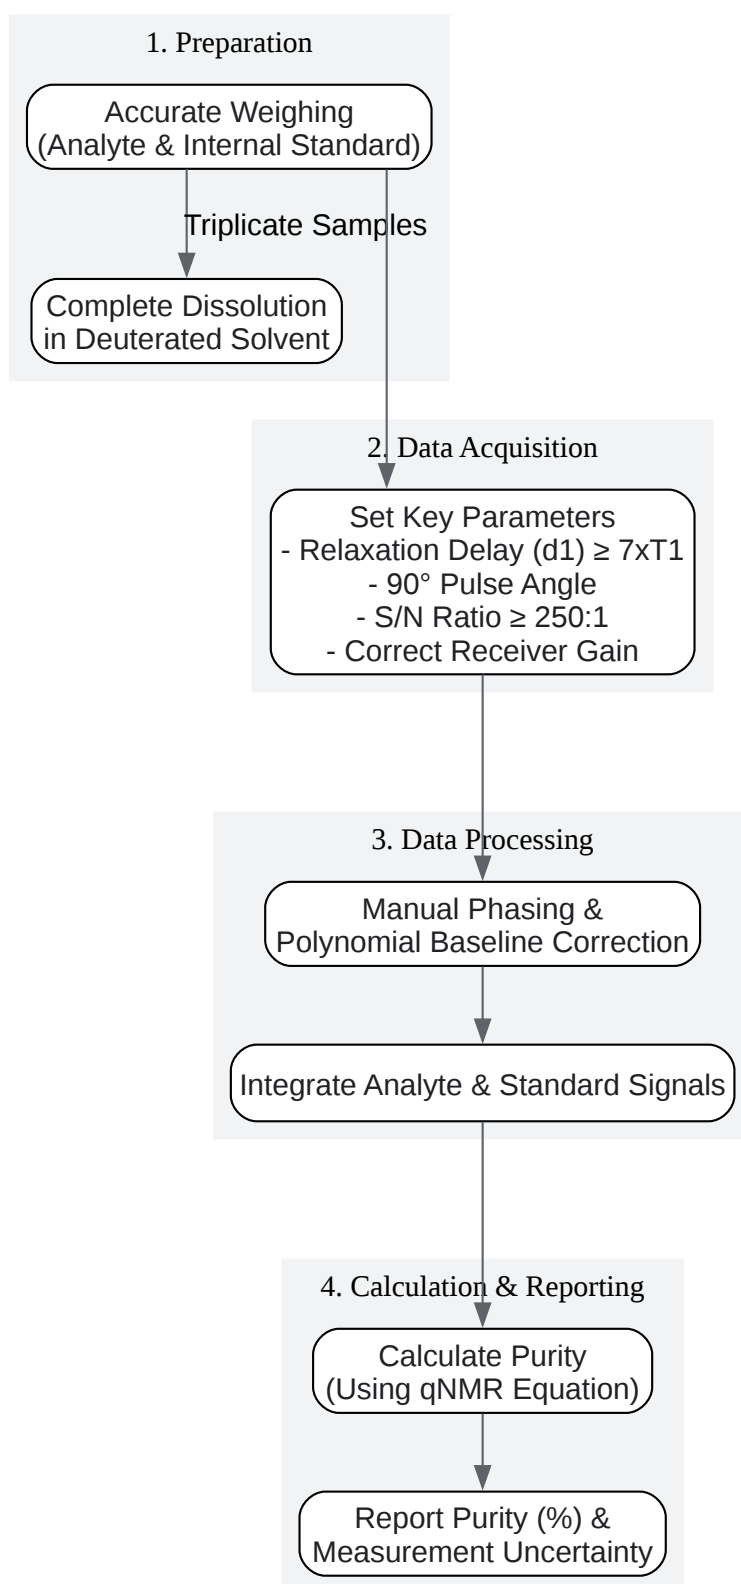 1. Preparation
Accurate Weighing
(Analyte & Internal Standard)
Triplicate Samples
Complete Dissolution
in Deuterated Solvent
2. Data Acquisition
Set Key Parameters
- Relaxation Delay (d1) ≥ 7xT1
- 90° Pulse Angle
- S/N Ratio ≥ 250:1
- Correct Receiver Gain
3. Data Processing
Manual Phasing &
Polynomial Baseline Correction
Integrate Analyte & Standard Signals
4. Calculation & Reporting
Calculate Purity
(Using qNMR Equation)
Report Purity (%) &
Measurement Uncertainty